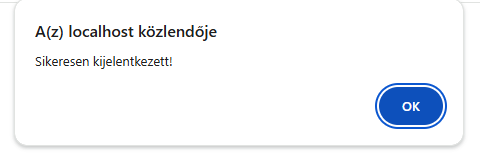 A(z) localhost közlendője
Sikeresen kijelentkezett!
OK